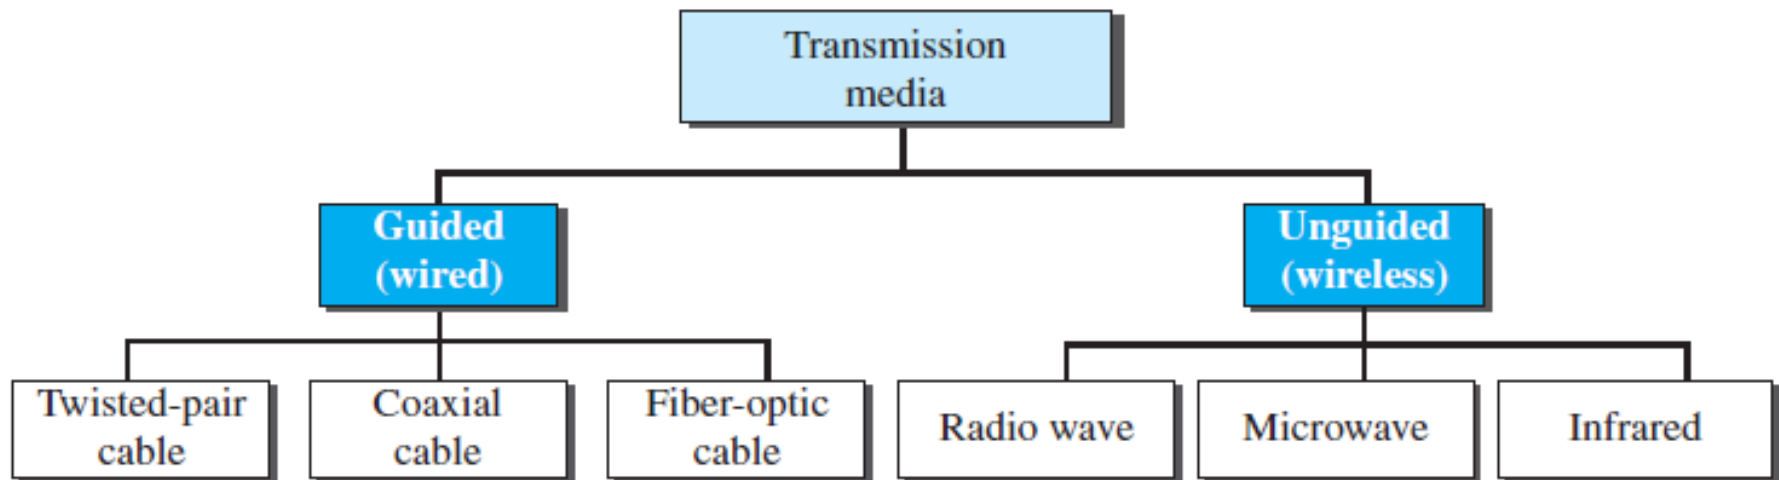 Transmission
media
Guided
(wired)
Unguided
(wireless)
Twisted-pair
cable
Coaxial
cable
Fiber-optic
cable
Radio wave
Microwave
Infrared